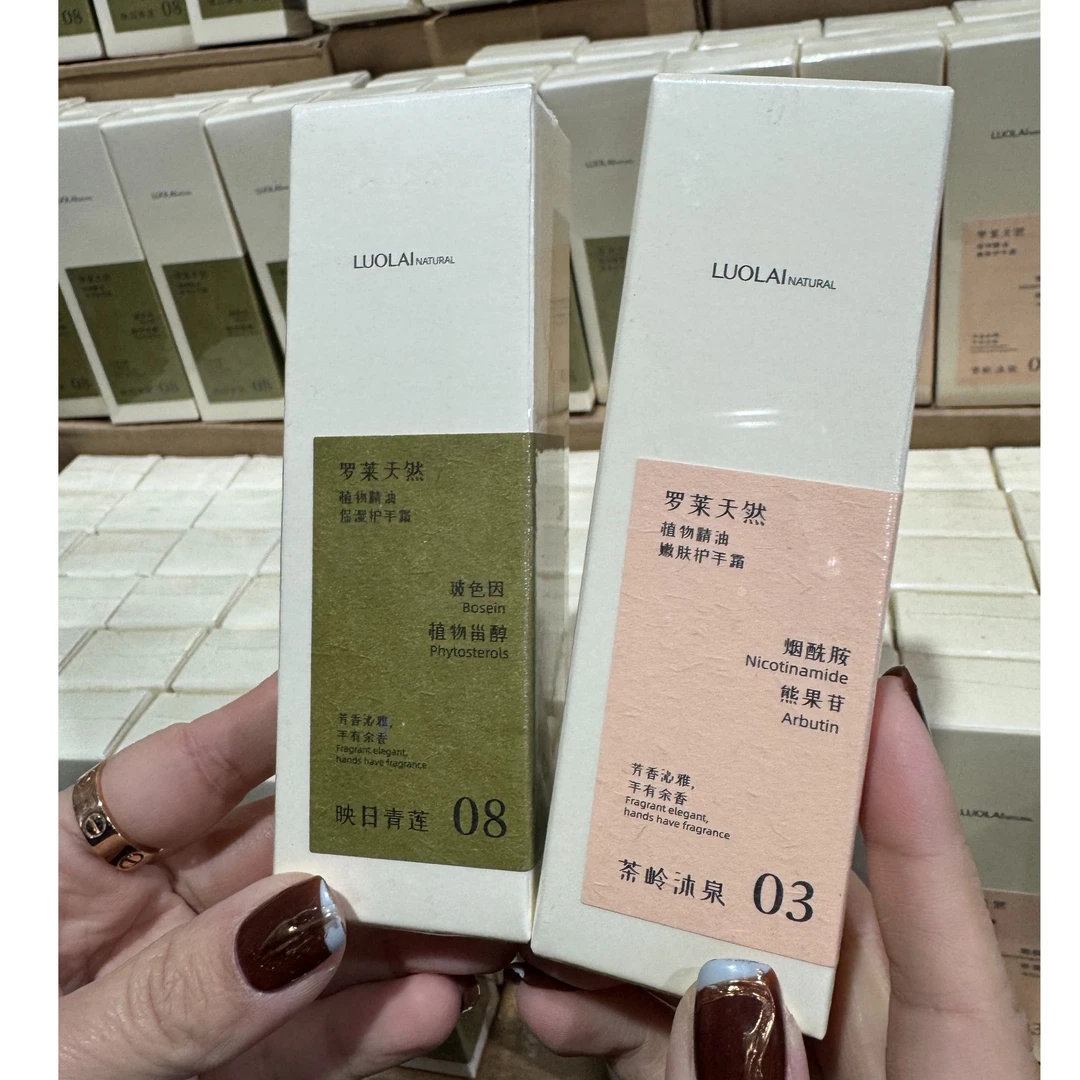 LUOLAI NATURAL
罗莱天然
植物精油
保湿护手霜
玻色因
Bosein
植物甾醇
Phytosterols
芳香沁雅,
手有余香
Fragrant elegant,
hands have fragrance
映日青莲 08
LUOLAI NATURAL
罗莱天然
植物精油
嫩肤护手霜
烟酰胺
Nicotinamide
熊果苷
Arbutin
芳香沁雅,
手有余香
Fragrant elegant,
hands have fragrance
茶岭沐泉 03